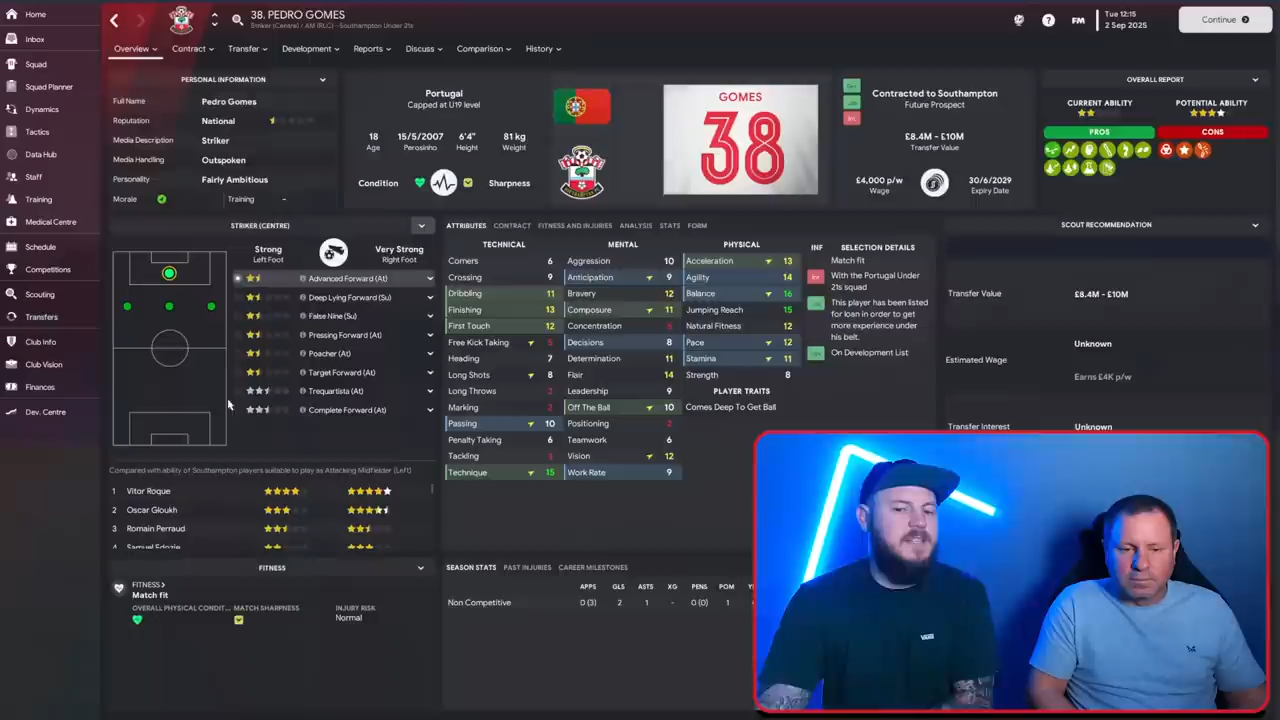 Home
Inbox
Squad
Squad Planner
Dynamics
Tactics
Data Hub
Staff
Training
Medical Centre
Schedule
Competitions
Scouting
Transfers
Club Info
Club Vision
Finances
Dev. Centre
38. PEDRO GOMES
Striker (Centre) / AM (RLC) - Southampton Under 21s
FM
Tue 12:15
2 Sep 2025
Continue
Overview
Contract
Transfer
Development
Reports
Discuss
Comparison
History
PERSONAL INFORMATION
Full Name Pedro Gomes
Reputation National
Media Description Striker
Media Handling Outspoken
Personality Fairly Ambitious
Morale
Training -
Portugal
Capped at U19 level
18 15/5/2007 6'4" 81 kg
Age Perosinho Height Weight
Condition
Sharpness
GOMES
38
Contracted to Southampton
Future Prospect
£8.4M - £10M
Transfer Value
£4,000 p/w
Wage
30/6/2029
Expiry Date
OVERALL REPORT
CURRENT ABILITY
POTENTIAL ABILITY
PROS
CONS
STRIKER (CENTRE)
Strong
Left Foot
Very Strong
Right Foot
Advanced Forward (At)
Deep Lying Forward (Su)
False Nine (Su)
Pressing Forward (At)
Poacher (At)
Target Forward (At)
Trequartista (At)
Complete Forward (At)
Compared with ability of Southampton players suitable to play as Attacking Midfielder (Left)
1 Vitor Roque
2 Oscar Gloukh
3 Romain Perraud
4 Samuel Edozie
FITNESS
FITNESS >
Match fit
OVERALL PHYSICAL CONDIT...
MATCH SHARPNESS
INJURY RISK
Normal
ATTRIBUTES
CONTRACT
FITNESS AND INJURIES
ANALYSIS
STATS
FORM
TECHNICAL
Corners 6
Crossing 9
Dribbling 11
Finishing 13
First Touch 12
Free Kick Taking 5
Heading 7
Long Shots 8
Long Throws 2
Marking 2
Passing 10
Penalty Taking 6
Tackling 3
Technique 15
MENTAL
Aggression 10
Anticipation 9
Bravery 12
Composure 11
Concentration
Decisions 8
Determination 11
Flair 14
Leadership 9
Off The Ball 10
Positioning 2
Teamwork 6
Vision 12
Work Rate 9
PHYSICAL
Acceleration 13
Agility 14
Balance 16
Jumping Reach 15
Natural Fitness 12
Pace 12
Stamina 11
Strength 8
PLAYER TRAITS
Comes Deep To Get Ball
INF
SELECTION DETAILS
Match fit
With the Portugal Under
21s squad
This player has been listed
for loan in order to get
more experience under
his belt.
On Development List
SCOUT RECOMMENDATION
Transfer Value
£8.4M - £10M
Estimated Wage
Unknown
Earns £4K p/w
Transfer Interest
Unknown
SEASON STATS
PAST INJURIES
CAREER MILESTONES
APPS GLS ASTS XG PENS POM
Non Competitive 0 (3) 2 1 - 0 (0) 1